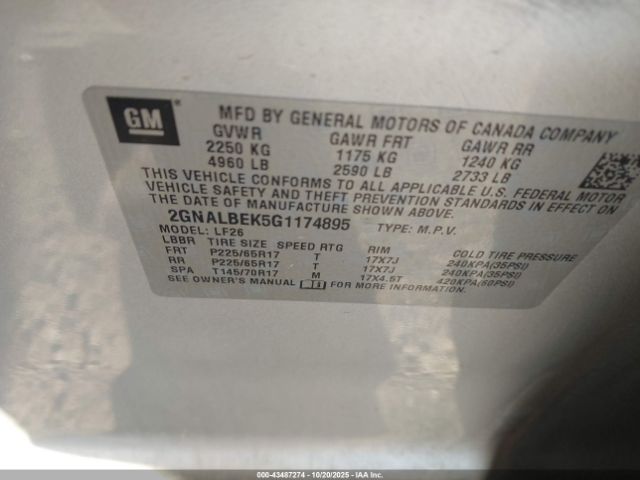 GM
MFD BY GENERAL MOTORS OF CANADA COMPANY
GVWR GAWR FRT GAWR RR
2250 KG 1175 KG 1240 KG
4960 LB 2590 LB 2733 LB
THIS VEHICLE CONFORMS TO ALL APPLICABLE U.S. FEDERAL MOTOR
VEHICLE SAFETY AND THEFT PREVENTION STANDARDS IN EFFECT ON
THE DATE OF MANUFACTURE SHOWN ABOVE.
2GNALBEK5G1174895 TYPE: M.P.V.
MODEL: LF26
LBBR TIRE SIZE SPEED RTG RIM COLD TIRE PRESSURE
FRT P225/65R17 T 17X7J 240KPA(35PSI)
RR P225/65R17 T 17X7J 240KPA(35PSI)
SPA T145/70R17 M 17X4.5T 420KPA(60PSI)
SEE OWNER'S MANUAL FOR MORE INFORMATION.
000-43487274 | 10/20/2025 | IAA Inc.